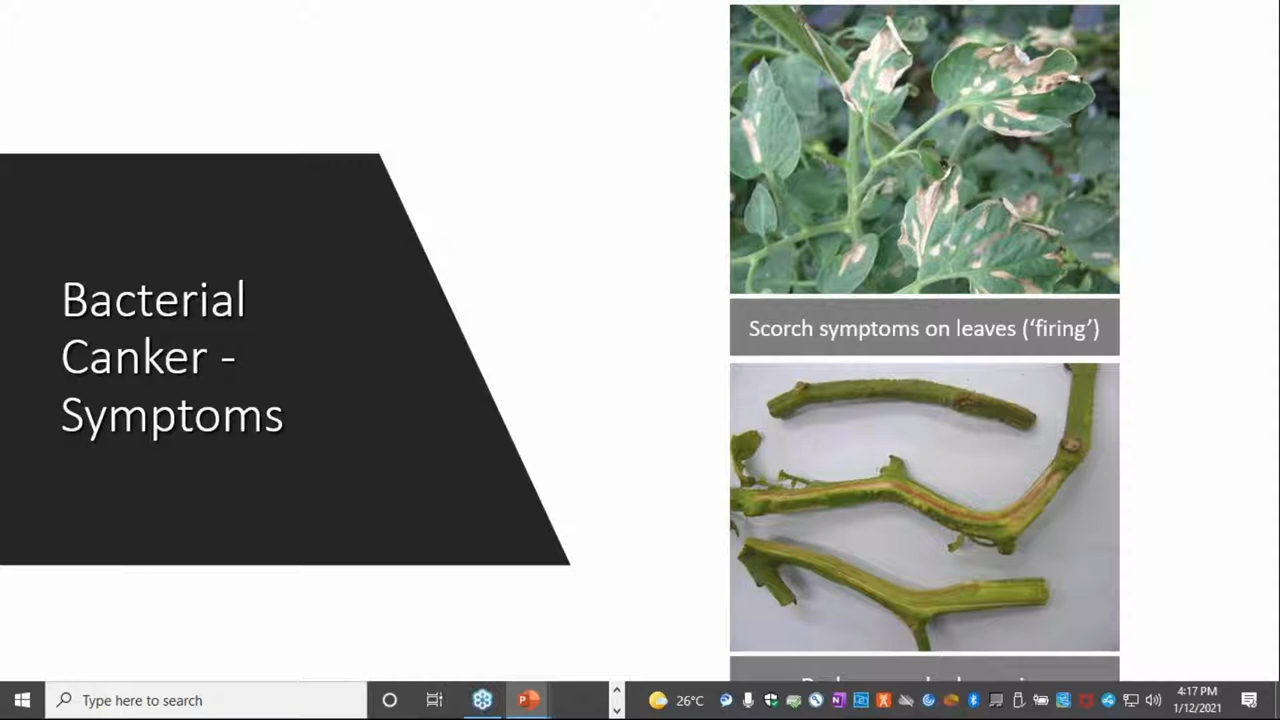 Bacterial
Canker -
Symptoms
Scorch symptoms on leaves (‘firing’)
Type here to search
26°C
4:17 PM
1/12/2021